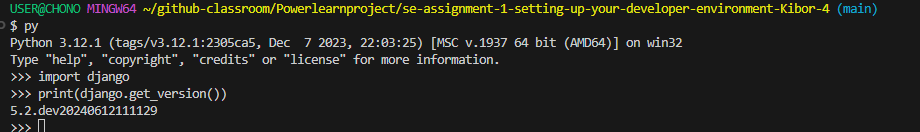 USER@CHONO MINGW64 ~/github-classroom/Powerlearnproject/se-assignment-1-setting-up-your-developer-environment-Kibor-4 (main)
$ py
Python 3.12.1 (tags/v3.12.1:2305ca5, Dec  7 2023, 22:03:25) [MSC v.1937 64 bit (AMD64)] on win32
Type "help", "copyright", "credits" or "license" for more information.
>>> import django
>>> print(django.get_version())
5.2.dev20240612111129
>>>